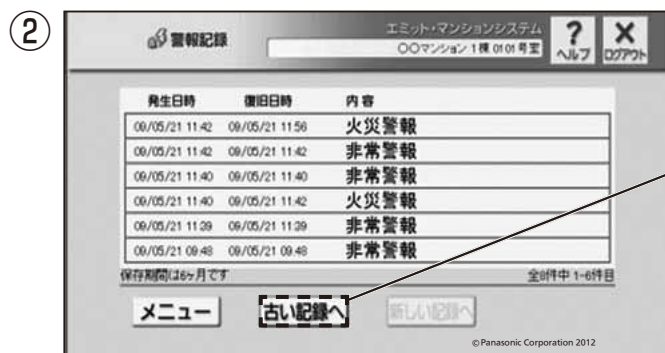 ②
警報記録
エミット・マンションシステム
○○マンション 1棟 0101号室
?
ヘルプ
X
ログアウト
発生日時 復旧日時 内容
09/05/21 11:42 09/05/21 11:56 火災警報
09/05/21 11:42 09/05/21 11:42 非常警報
09/05/21 11:40 09/05/21 11:40 非常警報
09/05/21 11:40 09/05/21 11:42 火災警報
09/05/21 11:39 09/05/21 11:39 非常警報
09/05/21 09:48 09/05/21 09:48 非常警報
保存期間は6ヶ月です 全8件中 1-6件目
メニュー 古い記録へ 新しい記録へ
©Panasonic Corporation 2012